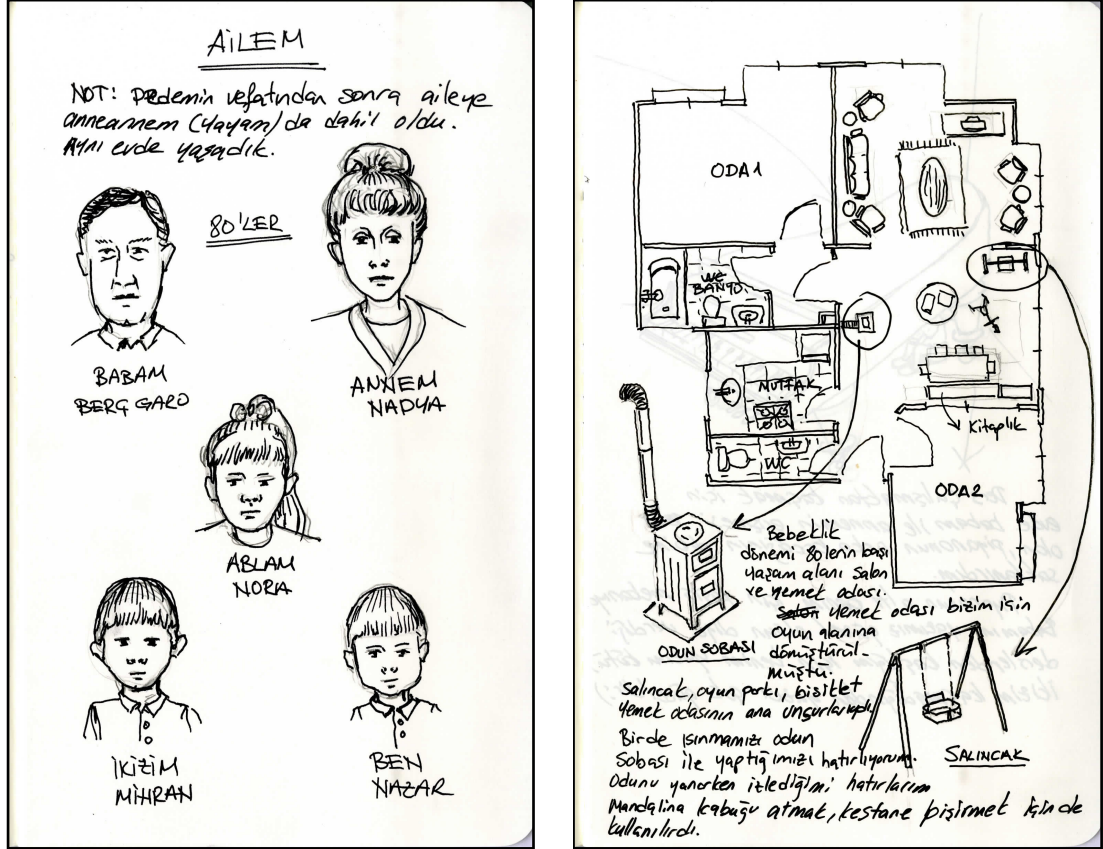 AİLEM
NOT: Dedemin vefatından sonra aileye
anneannem (Yayam) da dahil oldu.
Aynı evde yaşadık.
80'LER
BABAM
BERÇ GARO
ANNEM
NADYA
ABLAM
NORA
İKİZİM
MİHRAN
BEN
NAZAR
ODA1
WC
BANYO
MUTFAK
WC
Kitaplık
ODA2
Bebeklik
dönemi 80lerin başı
yaşam alanı salon
ve yemek odası.
Salon yemek odası bizim için
oyun alanına
dönüştürül-
müştü.
ODUN SOBASI
Salıncak, oyun parkı, bisiklet
yemek odasının ana unsurlarıydı.
Birde ısınmamızı odun
Sobası ile yaptığımızı hatırlıyorum.
Odunu yanarken izlediğimi hatırlarım
Mandalina kabuğu atmak, kestane pişirmek için de
kullanılırdı.
SALINCAK